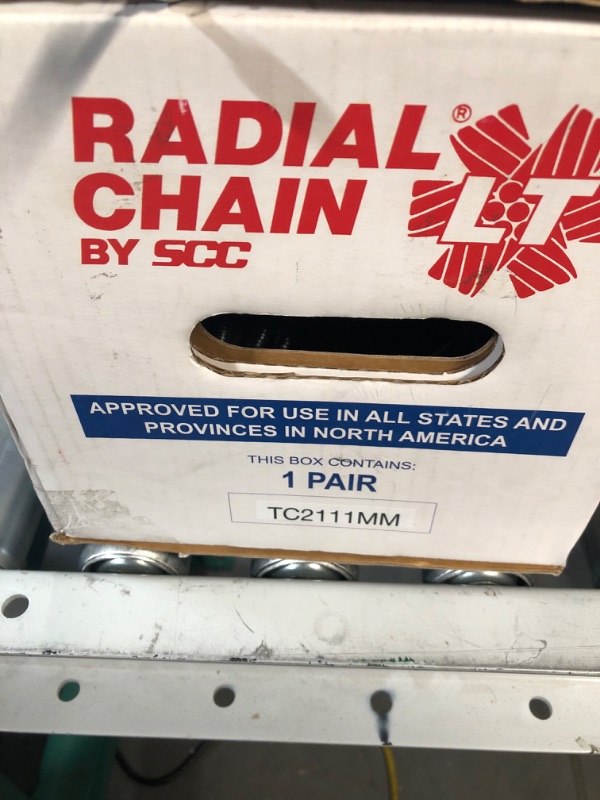 RADIAL®
CHAIN
BY SCC
LT
APPROVED FOR USE IN ALL STATES AND
PROVINCES IN NORTH AMERICA
THIS BOX CONTAINS:
1 PAIR
TC2111MM